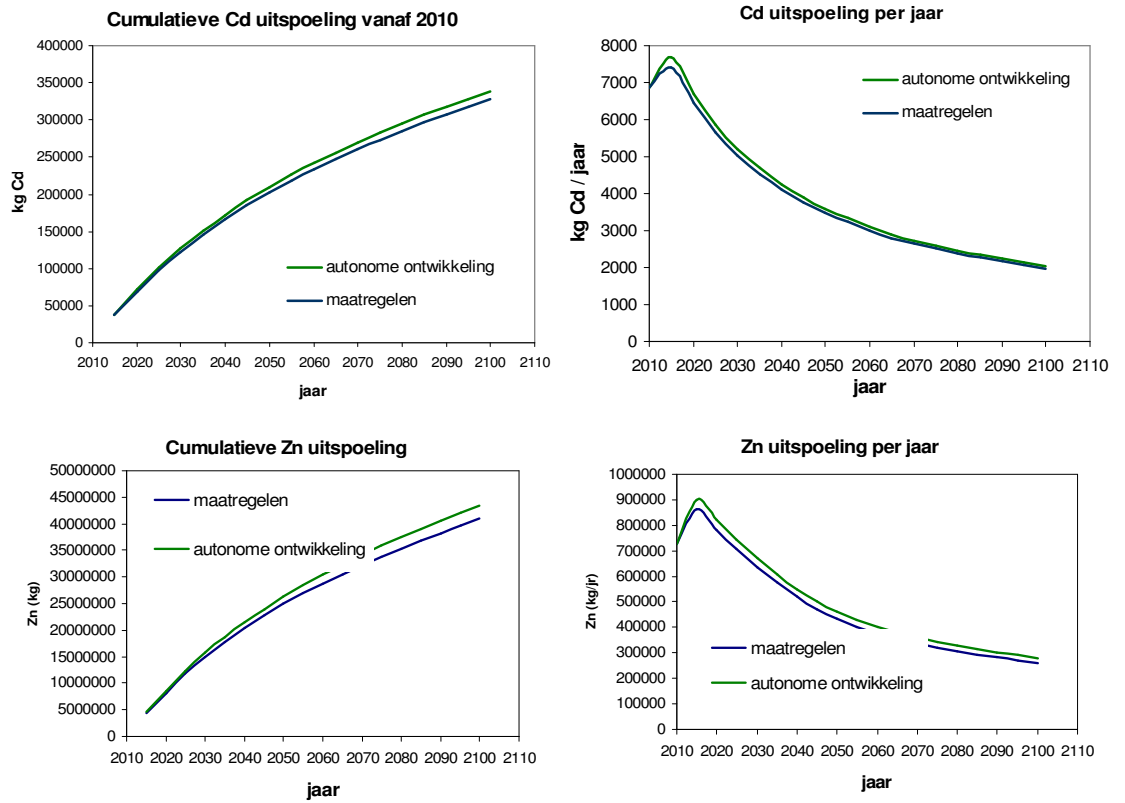 Cumulatieve Cd uitspoeling vanaf 2010
400000
350000
300000
250000
200000
150000
100000
50000
0
kg Cd
autonome ontwikkeling
maatregelen
2010 2020 2030 2040 2050 2060 2070 2080 2090 2100 2110
jaar
Cd uitspoeling per jaar
8000
7000
6000
5000
4000
3000
2000
1000
0
kg Cd / jaar
autonome ontwikkeling
maatregelen
2010 2020 2030 2040 2050 2060 2070 2080 2090 2100 2110
jaar
Cumulatieve Zn uitspoeling
50000000
45000000
40000000
35000000
30000000
25000000
20000000
15000000
10000000
5000000
0
Zn (kg)
maatregelen
autonome ontwikkeling
2010 2020 2030 2040 2050 2060 2070 2080 2090 2100 2110
jaar
Zn uitspoeling per jaar
1000000
900000
800000
700000
600000
500000
400000
300000
200000
100000
0
Zn (kg/jr)
maatregelen
autonome ontwikkeling
2010 2020 2030 2040 2050 2060 2070 2080 2090 2100 2110
jaar